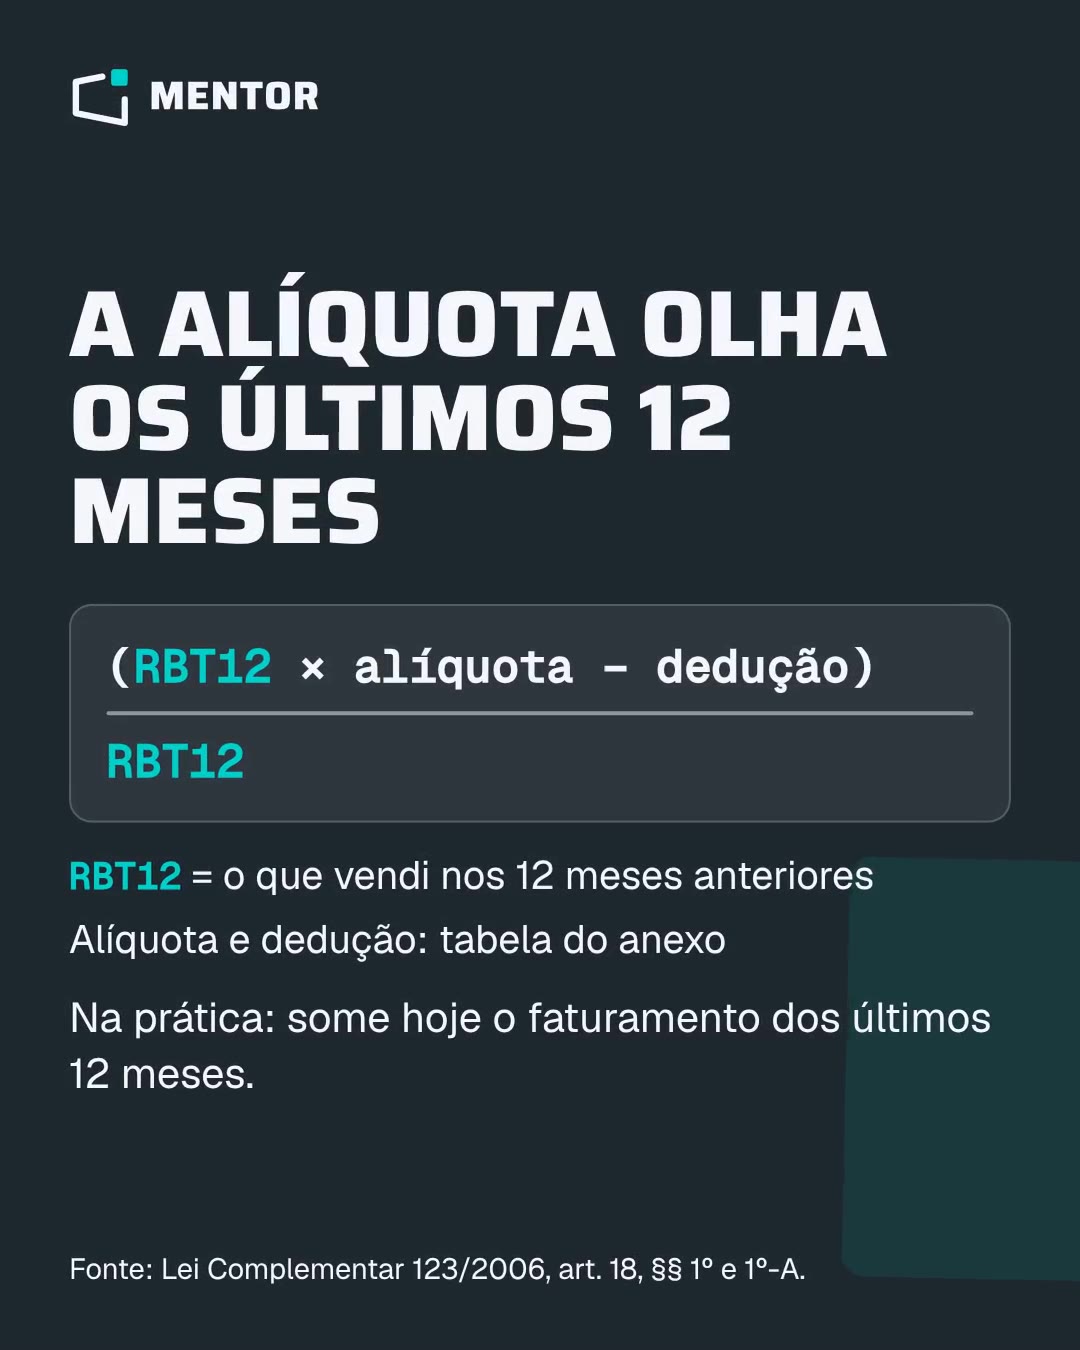 MENTOR
A ALÍQUOTA OLHA
OS ÚLTIMOS 12
MESES
(RBT12 × alíquota – dedução)
RBT12
RBT12 = o que vendi nos 12 meses anteriores
Alíquota e dedução: tabela do anexo
Na prática: some hoje o faturamento dos últimos
12 meses.
Fonte: Lei Complementar 123/2006, art. 18, §§ 1º e 1º-A.